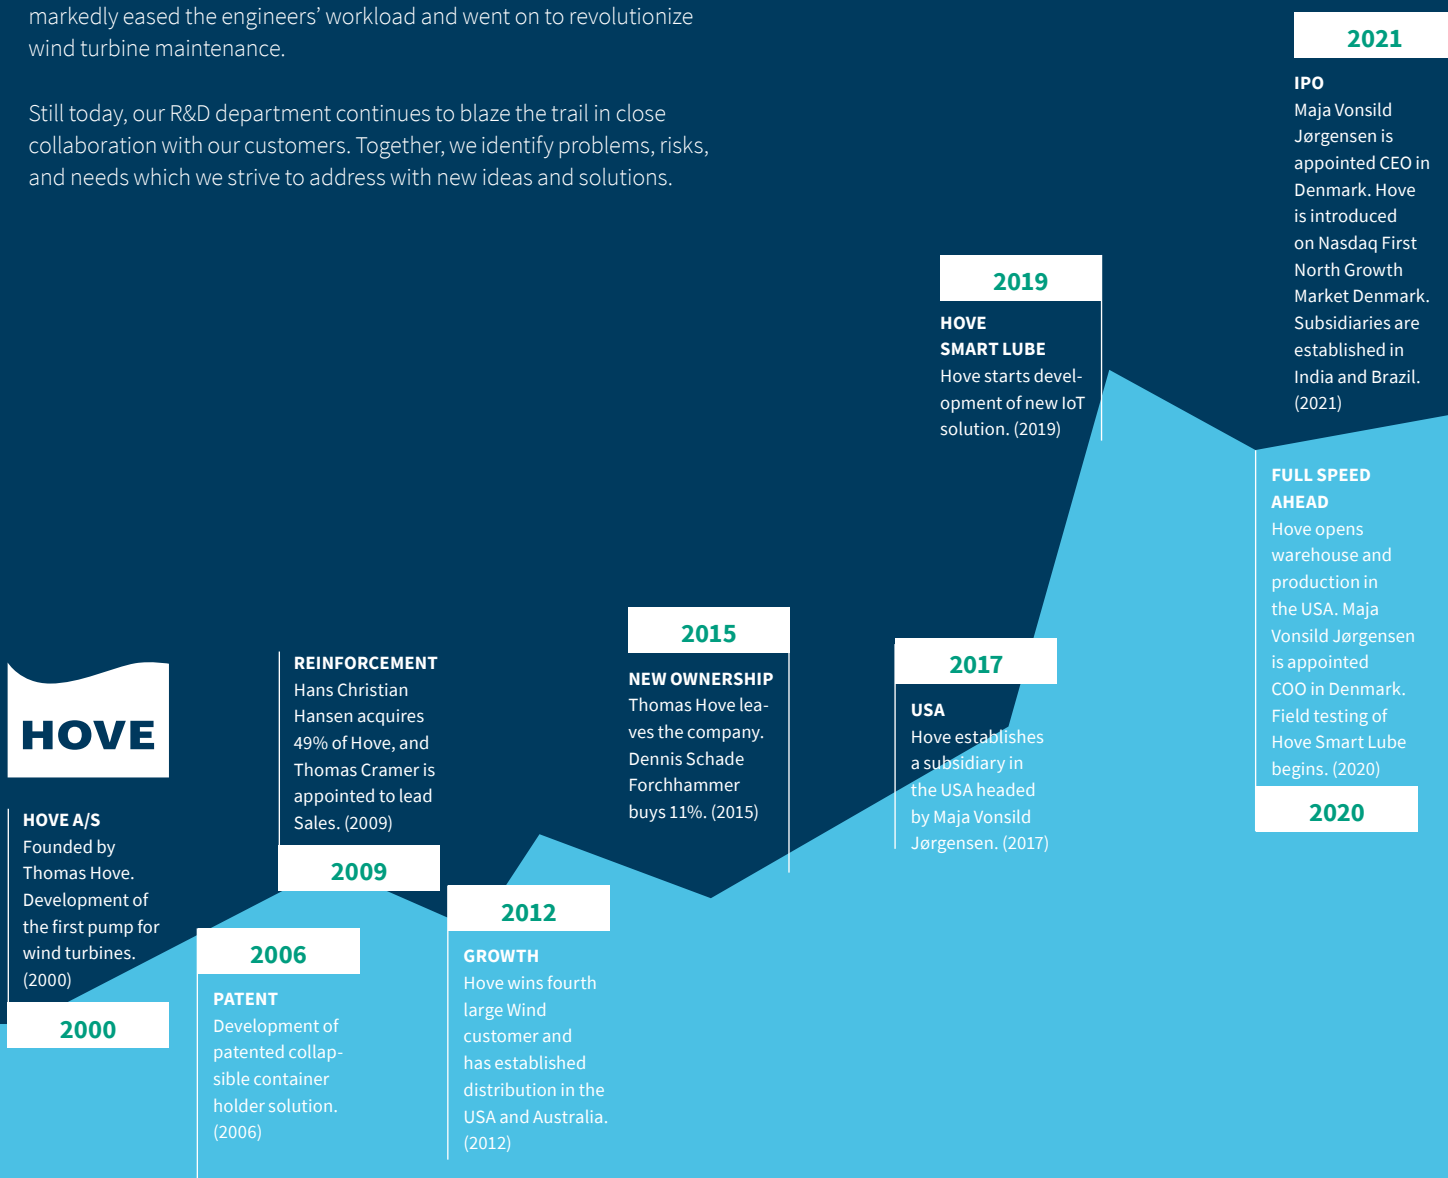 markedly eased the engineers’ workload and went on to revolutionize
wind turbine maintenance.
Still today, our R&D department continues to blaze the trail in close
collaboration with our customers. Together, we identify problems, risks,
and needs which we strive to address with new ideas and solutions.
HOVE
HOVE A/S
Founded by
Thomas Hove.
Development of
the first pump for
wind turbines.
(2000)
2000
2006
PATENT
Development of
patented collap-
sible container
holder solution.
(2006)
REINFORCEMENT
Hans Christian
Hansen acquires
49% of Hove, and
Thomas Cramer is
appointed to lead
Sales. (2009)
2009
2012
GROWTH
Hove wins fourth
large Wind
customer and
has established
distribution in the
USA and Australia.
(2012)
2015
NEW OWNERSHIP
Thomas Hove lea-
ves the company.
Dennis Schade
Forchhammer
buys 11%. (2015)
2017
USA
Hove establishes
a subsidiary in
the USA headed
by Maja Vonsild
Jørgensen. (2017)
2019
HOVE
SMART LUBE
Hove starts devel-
opment of new IoT
solution. (2019)
FULL SPEED
AHEAD
Hove opens
warehouse and
production in
the USA. Maja
Vonsild Jørgensen
is appointed
COO in Denmark.
Field testing of
Hove Smart Lube
begins. (2020)
2020
2021
IPO
Maja Vonsild
Jørgensen is
appointed CEO in
Denmark. Hove
is introduced
on Nasdaq First
North Growth
Market Denmark.
Subsidiaries are
established in
India and Brazil.
(2021)